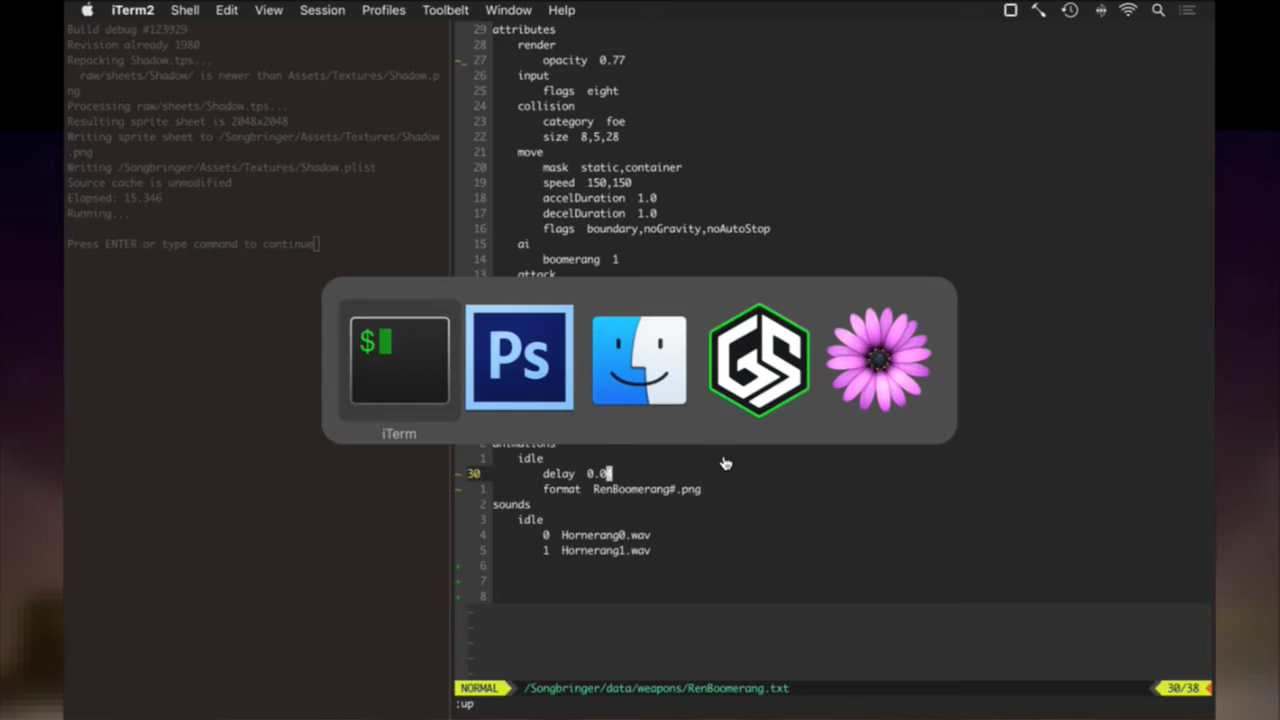 iTerm2 Shell Edit View Session Profiles Toolbelt Window Help
Build debug #123929
Revision already 1980
Repacking Shadow.tps...
raw/sheets/Shadow/ is newer than Assets/Textures/Shadow.p
ng
Processing raw/sheets/Shadow.tps...
Resulting sprite sheet is 2048x2048
Writing sprite sheet to /Songbringer/Assets/Textures/Shadow
.png
Writing /Songbringer/Assets/Textures/Shadow.plist
Source cache is unmodified
Elapsed: 15.346
Running...
Press ENTER or type command to continue
29 attributes
28 render
~_ 27 opacity 0.77
26 input
25 flags eight
24 collision
23 category foe
22 size 8,5,28
21 move
20 mask static,container
19 speed 150,150
18 accelDuration 1.0
17 decelDuration 1.0
16 flags boundary,noGravity,noAutoStop
15 ai
14 boomerang 1
13 attack
$
Ps
GS
iTerm
2 animations
1 idle
~ 30 delay 0.0
~ 1 format RenBoomerang#.png
2 sounds
3 idle
4 0 Hornerang0.wav
5 1 Hornerang1.wav
+ 6
+ 7
+ 8
~
~
~
~
~
NORMAL /Songbringer/data/weapons/RenBoomerang.txt 30/38
:up